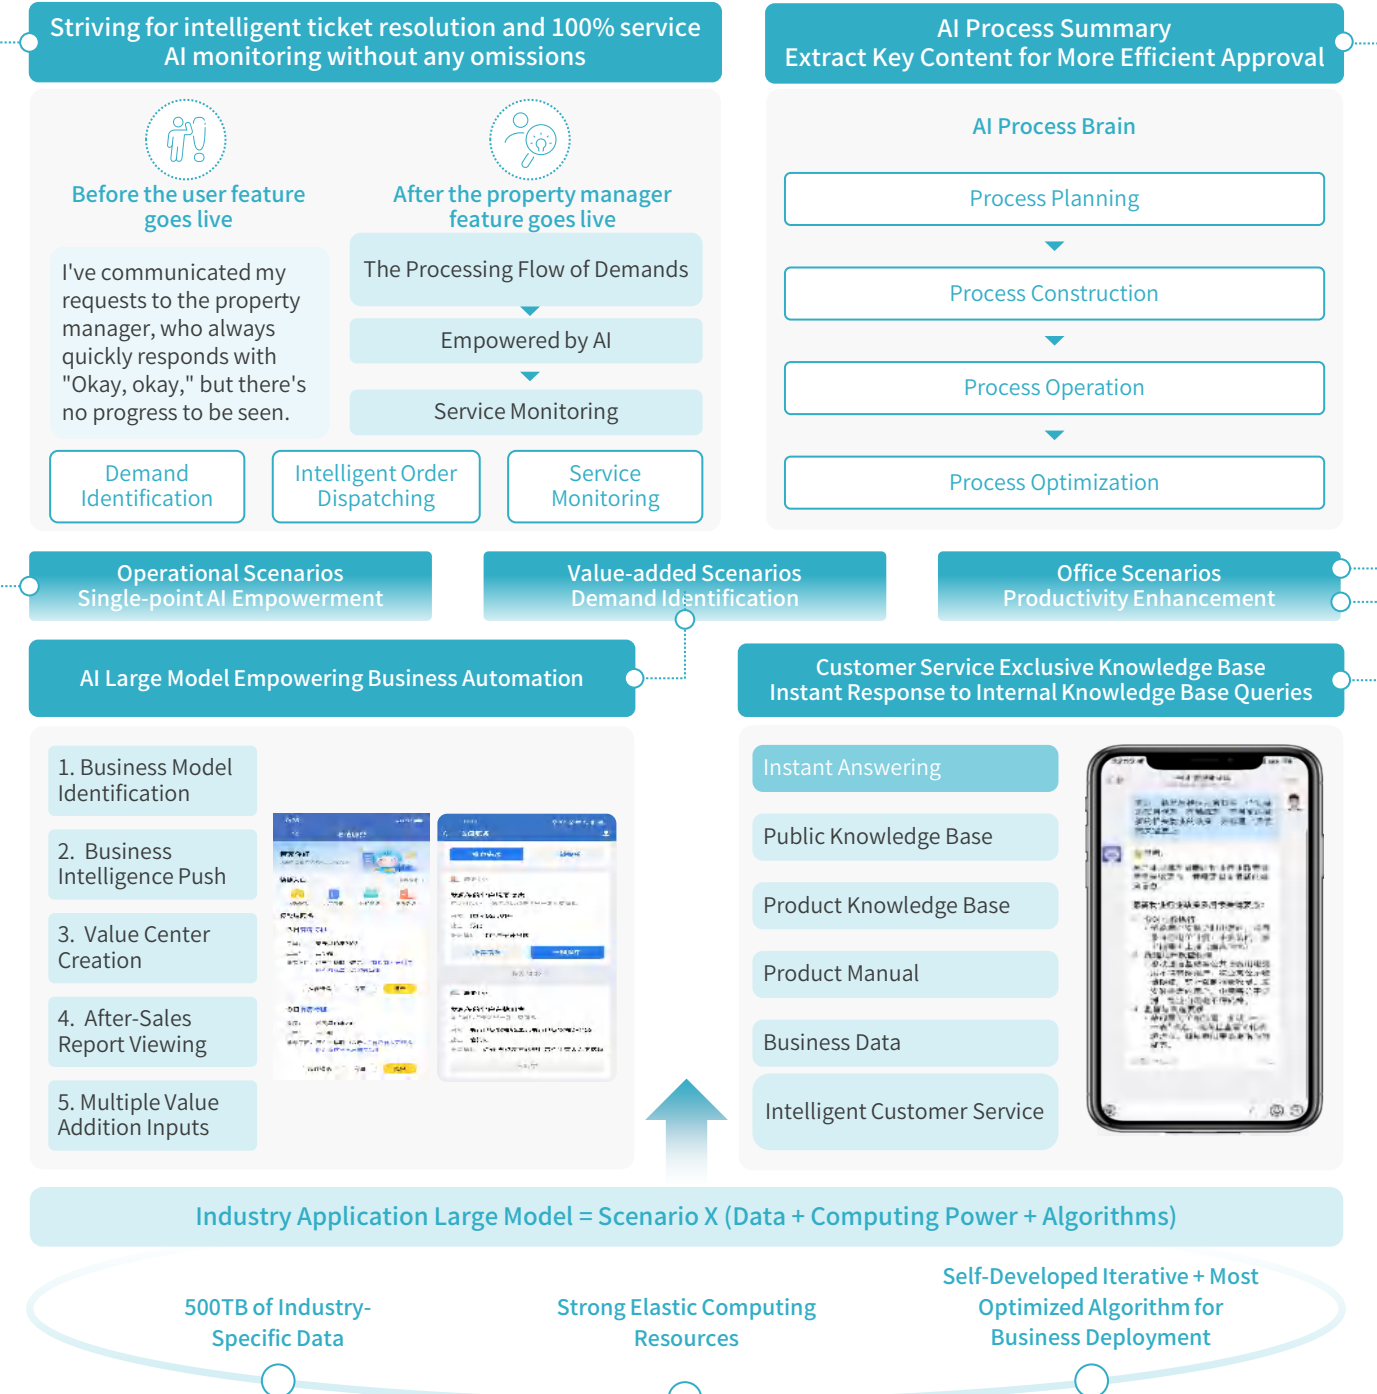 Striving for intelligent ticket resolution and 100% service
AI monitoring without any omissions
AI Process Summary
Extract Key Content for More Efficient Approval
Before the user feature
goes live
After the property manager
feature goes live
I've communicated my
requests to the property
manager, who always
quickly responds with
"Okay, okay," but there's
no progress to be seen.
The Processing Flow of Demands
Empowered by AI
Service Monitoring
Demand
Identification
Intelligent Order
Dispatching
Service
Monitoring
AI Process Brain
Process Planning
Process Construction
Process Operation
Process Optimization
Operational Scenarios
Single-point AI Empowerment
Value-added Scenarios
Demand Identification
Office Scenarios
Productivity Enhancement
AI Large Model Empowering Business Automation
Customer Service Exclusive Knowledge Base
Instant Response to Internal Knowledge Base Queries
1. Business Model
Identification
2. Business
Intelligence Push
3. Value Center
Creation
4. After-Sales
Report Viewing
5. Multiple Value
Addition Inputs
Instant Answering
Public Knowledge Base
Product Knowledge Base
Product Manual
Business Data
Intelligent Customer Service
Industry Application Large Model = Scenario X (Data + Computing Power + Algorithms)
500TB of Industry-
Specific Data
Strong Elastic Computing
Resources
Self-Developed Iterative + Most
Optimized Algorithm for
Business Deployment